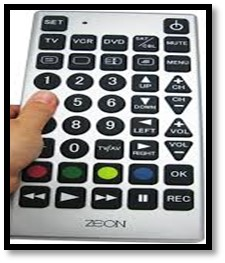 SET
TV VCR DVD SAT/CBL MUTE
MENU
1 2 3 UP + CH
5 6 DOWN CH -
8 9 LEFT + VOL
0 TV/AV RIGHT VOL -
OK
REC
ZEON